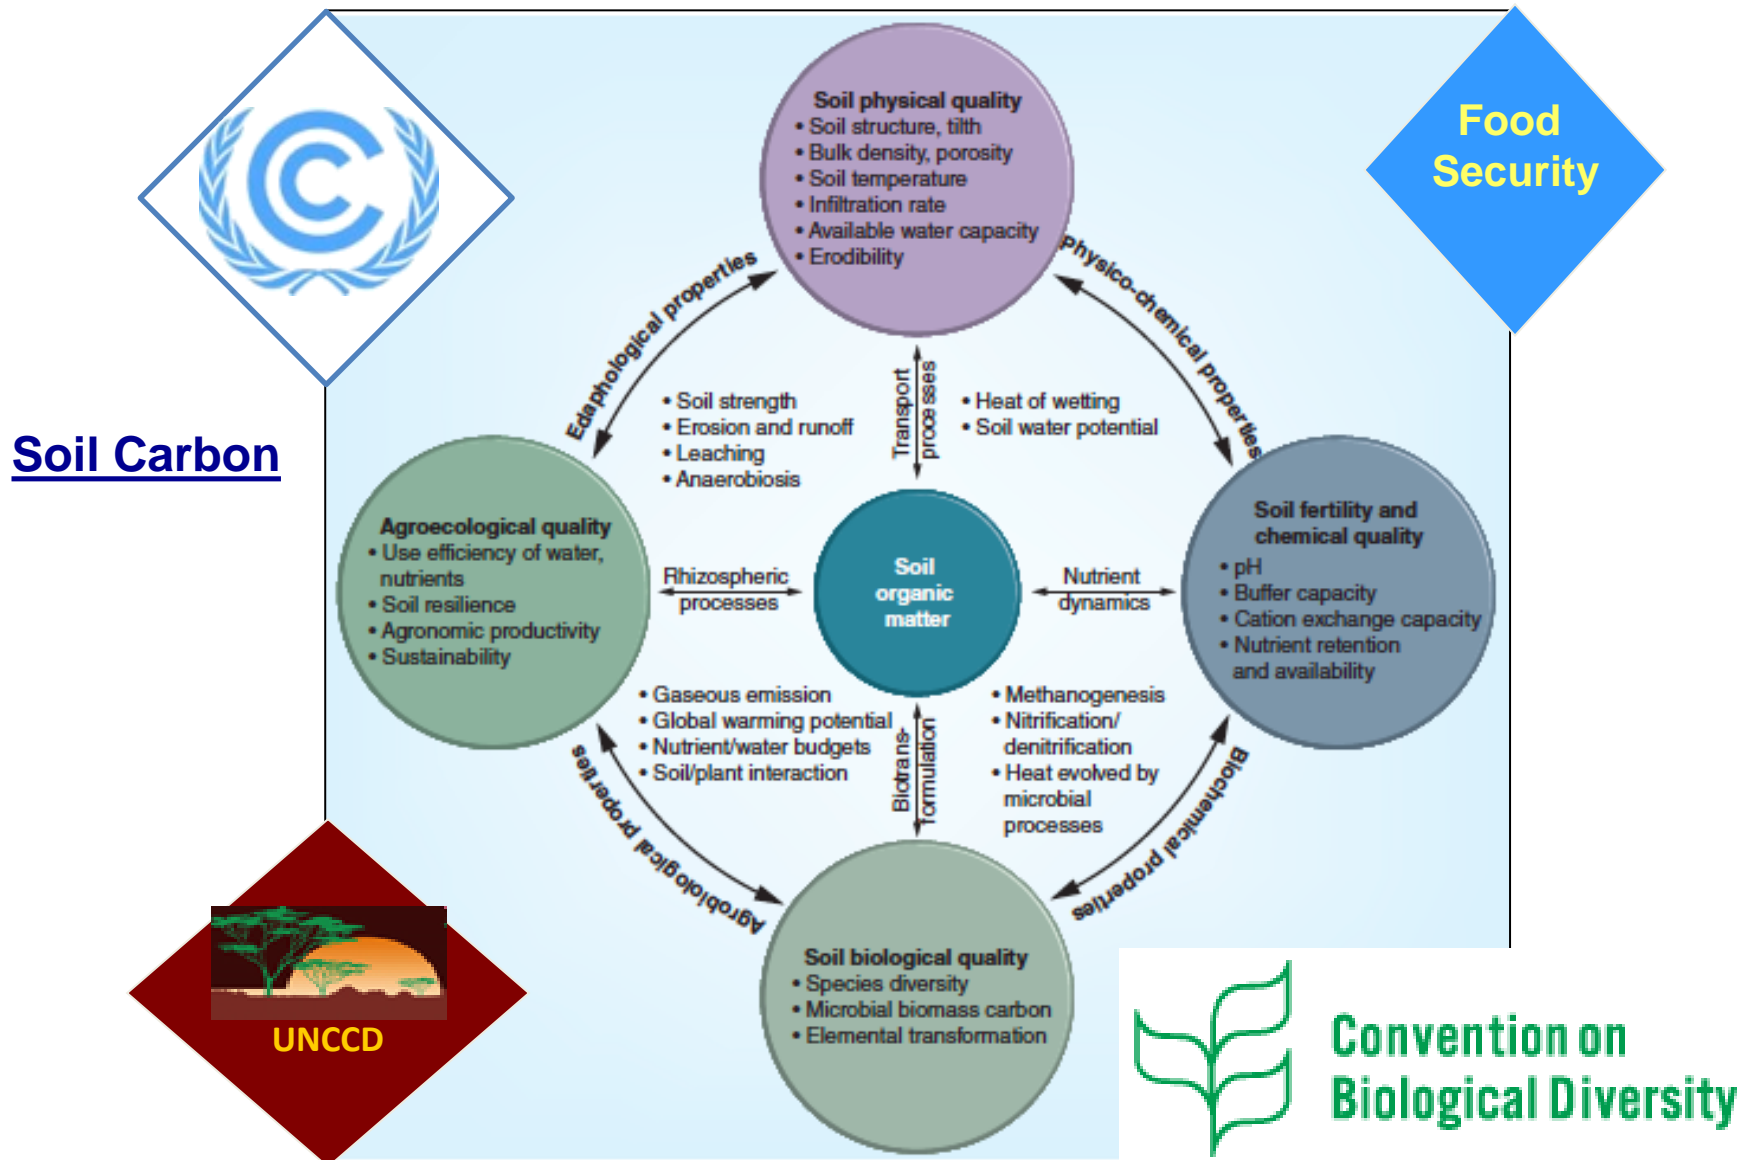 Soil Carbon
Food
Security
Soil physical quality
• Soil structure, tilth
• Bulk density, porosity
• Soil temperature
• Infiltration rate
• Available water capacity
• Erodibility
Edaphological properties
physico-chemical properties
• Soil strength
• Erosion and runoff
• Leaching
• Anaerobiosis
Transport
processes
• Heat of wetting
• Soil water potential
Agroecological quality
• Use efficiency of water,
nutrients
• Soil resilience
• Agronomic productivity
• Sustainability
Rhizospheric
processes
Soil
organic
matter
Nutrient
dynamics
Soil fertility and
chemical quality
• pH
• Buffer capacity
• Cation exchange capacity
• Nutrient retention
and availability
• Gaseous emission
• Global warming potential
• Nutrient/water budgets
• Soil/plant interaction
Biotrans-
formulation
• Methanogenesis
• Nitrification/
denitrification
• Heat evolved by
microbial
processes
Agrobiological properties
Biochemical properties
Soil biological quality
• Species diversity
• Microbial biomass carbon
• Elemental transformation
UNCCD
Convention on
Biological Diversity